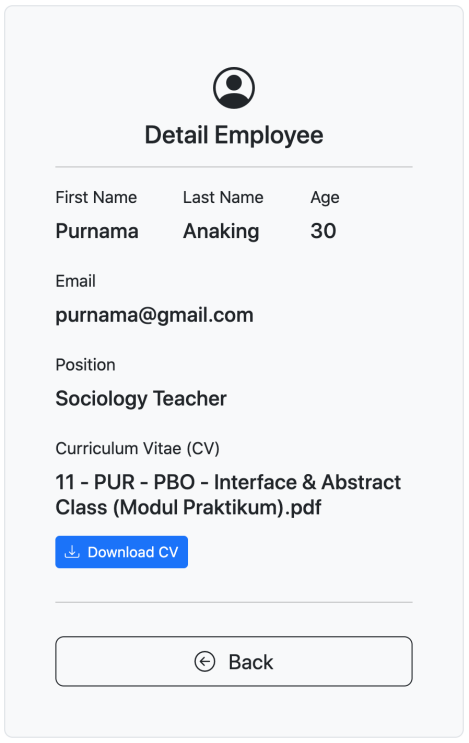 Detail Employee
First Name Last Name Age
Purnama Anaking 30
Email
purnama@gmail.com
Position
Sociology Teacher
Curriculum Vitae (CV)
11 - PUR - PBO - Interface & Abstract
Class (Modul Praktikum).pdf
Download CV
Back